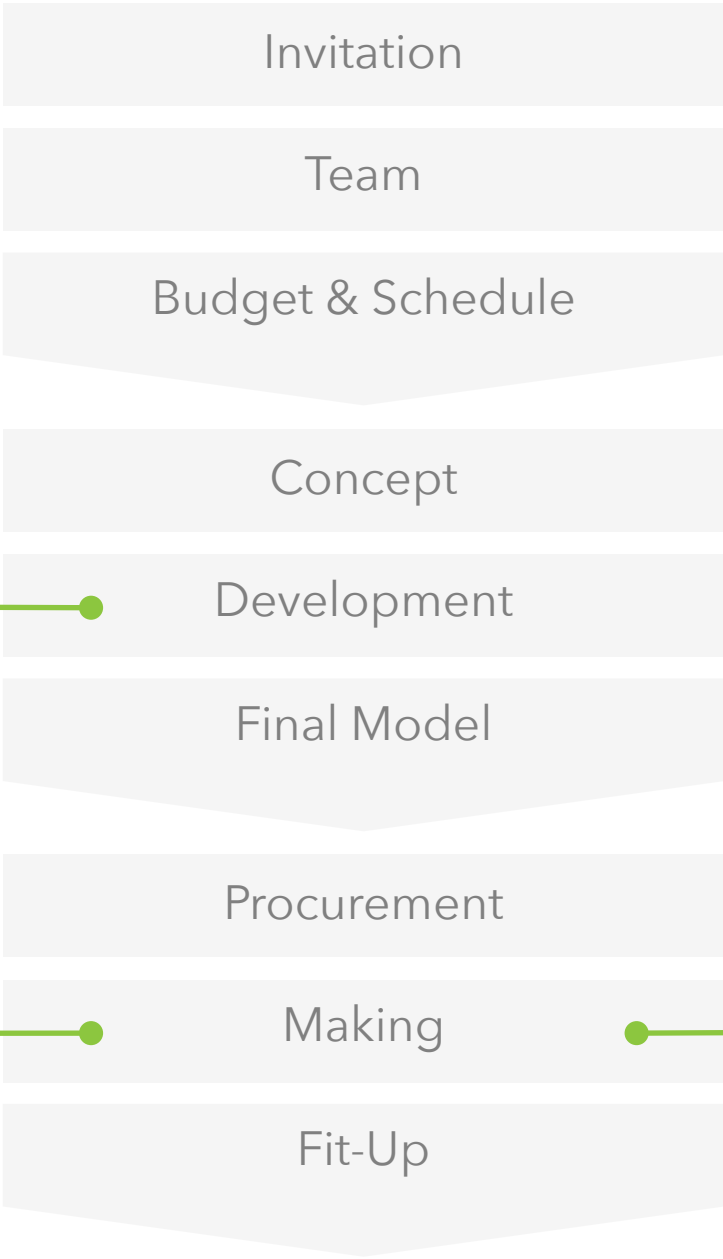 Invitation
Team
Budget & Schedule
Concept
Development
Final Model
Procurement
Making
Fit-Up